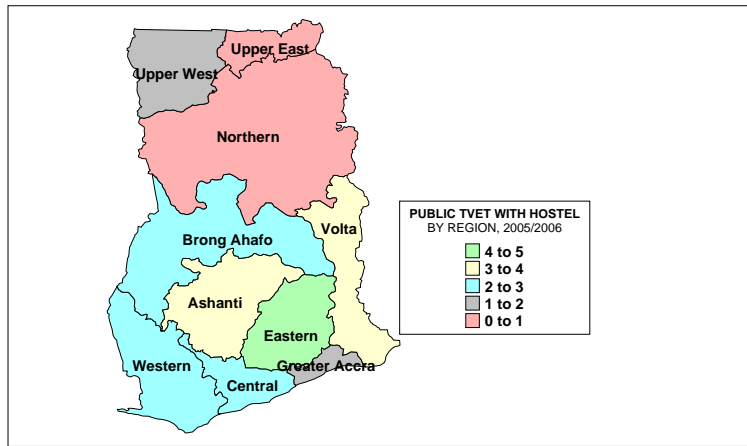 Upper East
Upper West
Northern
Volta
Brong Ahafo
Ashanti
Eastern
Western
Greater Accra
Central
PUBLIC TVET WITH HOSTEL
BY REGION, 2005/2006
4 to 5
3 to 4
2 to 3
1 to 2
0 to 1